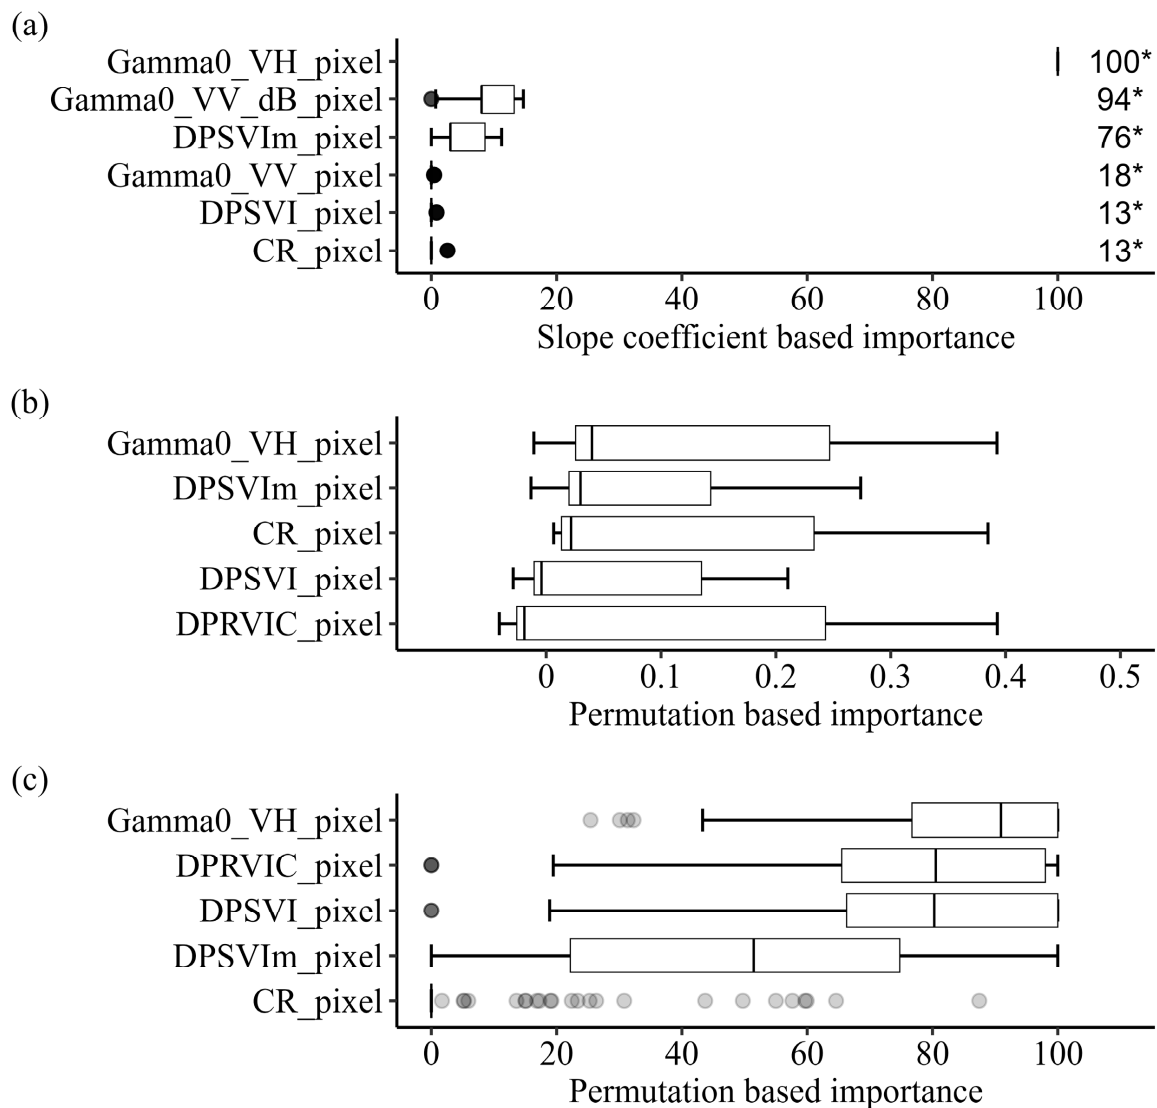 (a)
Gamma0_VH_pixel 100*
Gamma0_VV_dB_pixel 94*
DPSVIm_pixel 76*
Gamma0_VV_pixel 18*
DPSVI_pixel 13*
CR_pixel 13*
0 20 40 60 80 100
Slope coefficient based importance
(b)
Gamma0_VH_pixel
DPSVIm_pixel
CR_pixel
DPSVI_pixel
DPRVIC_pixel
0 0.1 0.2 0.3 0.4 0.5
Permutation based importance
(c)
Gamma0_VH_pixel
DPRVIC_pixel
DPSVI_pixel
DPSVIm_pixel
CR_pixel
0 20 40 60 80 100
Permutation based importance